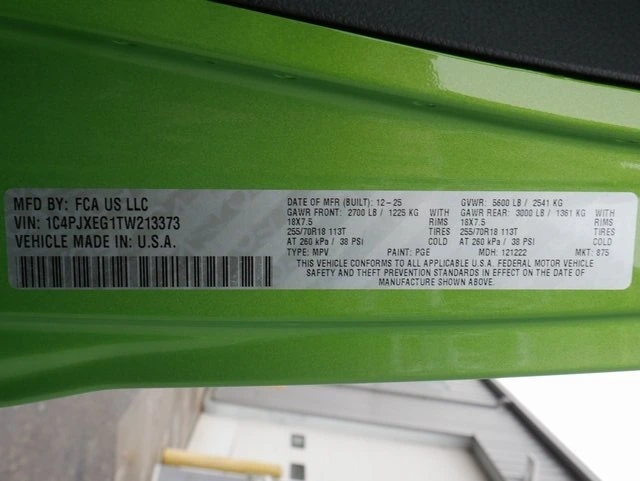 MFD BY: FCA US LLC
VIN: 1C4PJXEG1TW213373
VEHICLE MADE IN: U.S.A.
DATE OF MFR (BUILT): 12-25
GAWR FRONT: 2700 LB / 1225 KG WITH
18X7.5 RIMS
255/70R18 113T TIRES
AT 260 kPa / 38 PSI COLD
TYPE: MPV PAINT: PGE
GVWR: 5600 LB / 2541 KG
GAWR REAR: 3000 LB / 1361 KG WITH
18X7.5 RIMS
255/70R18 113T TIRES
AT 260 kPa / 38 PSI COLD
MDH: 121222 MKT: 875
THIS VEHICLE CONFORMS TO ALL APPLICABLE U.S.A. FEDERAL MOTOR VEHICLE
SAFETY AND THEFT PREVENTION STANDARDS IN EFFECT ON THE DATE OF
MANUFACTURE SHOWN ABOVE.